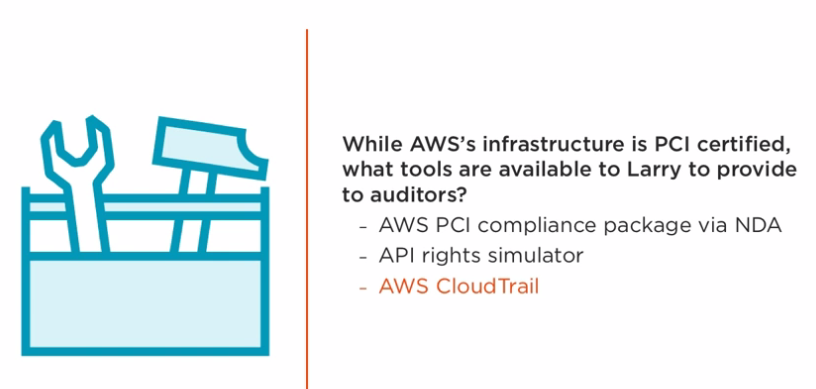 While AWS's infrastructure is PCI certified,
what tools are available to Larry to provide
to auditors?
– AWS PCI compliance package via NDA
– API rights simulator
– AWS CloudTrail